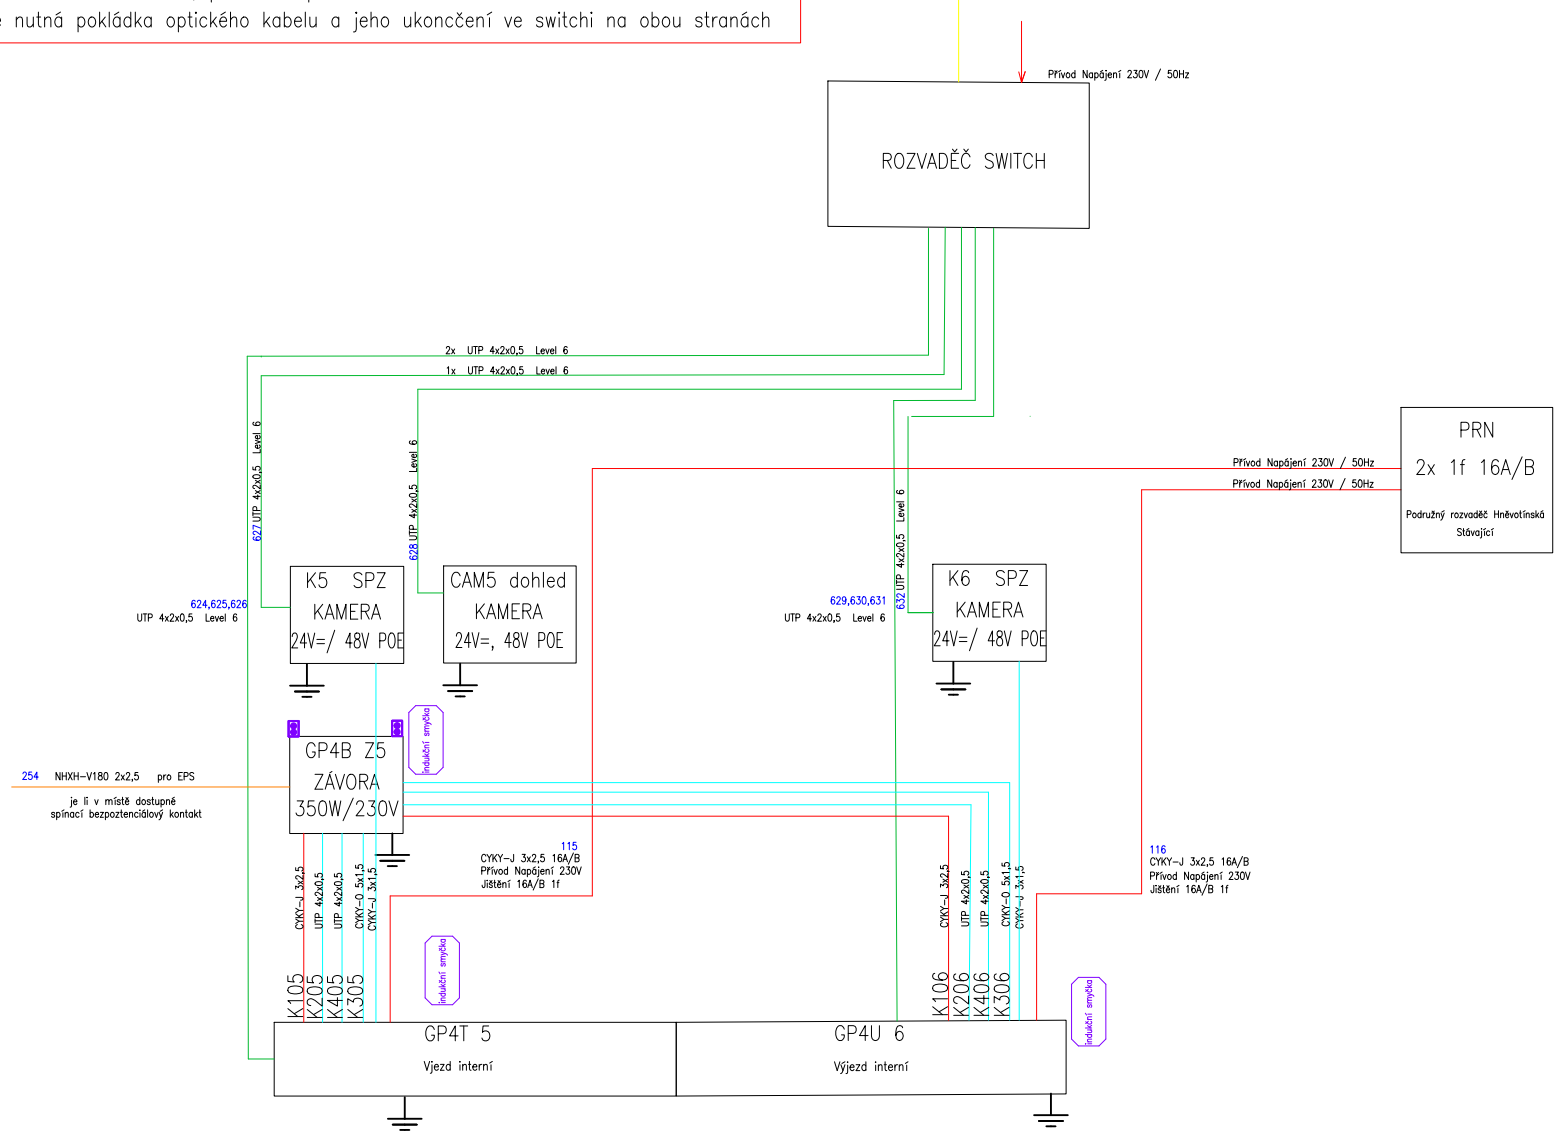 nutná pokládka optického kabelu a jeho ukoncčení ve switchi na obou stranách
Přívod Napájení 230V / 50Hz
ROZVADĚČ SWITCH
2x UTP 4x2x0,5 Level 6
1x UTP 4x2x0,5 Level 6
627 UTP 4x2x0,5 Level 6
628 UTP 4x2x0,5 Level 6
632 UTP 4x2x0,5 Level 6
Přívod Napájení 230V / 50Hz
Přívod Napájení 230V / 50Hz
PRN
2x 1f 16A/B
Podružný rozvaděč Hněvotínská
Stávající
624,625,626
UTP 4x2x0,5 Level 6
K5 SPZ
KAMERA
24V=/ 48V POE
CAM5 dohled
KAMERA
24V=, 48V POE
629,630,631
UTP 4x2x0,5 Level 6
K6 SPZ
KAMERA
24V=/ 48V POE
indukční smyčka
GP4B Z5
ZÁVORA
350W/230V
254 NHXH-V180 2x2,5 pro EPS
je li v místě dostupné
spínací bezpoztenciálový kontakt
115
CYKY-J 3x2,5 16A/B
Přívod Napájení 230V
Jištění 16A/B 1f
116
CYKY-J 3x2,5 16A/B
Přívod Napájení 230V
Jištění 16A/B 1f
CYKY-J 3x2,5
UTP 4x2x0,5
UTP 4x2x0,5
CYKY-O 5x1,5
CYKY-J 3x1,5
CYKY-J 3x2,5
UTP 4x2x0,5
UTP 4x2x0,5
CYKY-O 5x1,5
CYKY-J 3x1,5
indukční smyčka
indukční smyčka
K105
K205
K405
K305
K106
K206
K406
K306
GP4T 5
Vjezd interní
GP4U 6
Výjezd interní